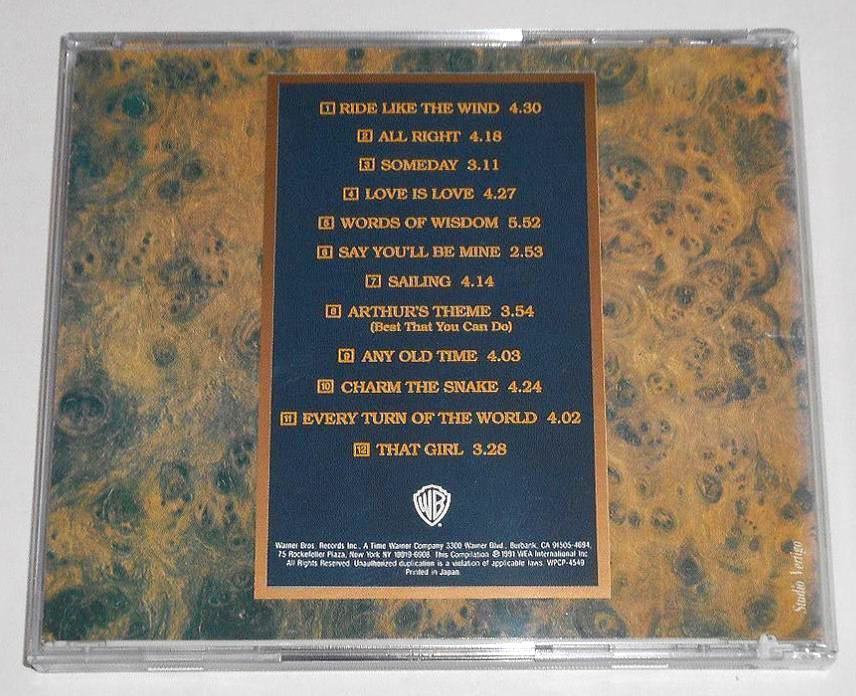 1 RIDE LIKE THE WIND 4.30
2 ALL RIGHT 4.18
3 SOMEDAY 3.11
4 LOVE IS LOVE 4.27
5 WORDS OF WISDOM 5.52
6 SAY YOU'LL BE MINE 2.53
7 SAILING 4.14
8 ARTHUR'S THEME 3.54
(Best That You Can Do)
9 ANY OLD TIME 4.03
10 CHARM THE SNAKE 4.24
11 EVERY TURN OF THE WORLD 4.02
12 THAT GIRL 3.28
WB
Warner Bros. Records Inc., A Time Warner Company 3300 Warner Blvd., Burbank, CA 91505-4694,
75 Rockefeller Plaza, New York NY 10019-6908. This Compilation ℗ 1991 WEA International Inc.
All Rights Reserved. Unauthorized duplication is a violation of applicable laws. WPCP-4549
Printed in Japan.
Studio Vertigo